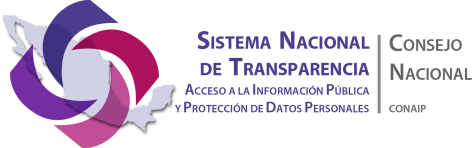 SISTEMA NACIONAL
DE TRANSPARENCIA
ACCESO A LA INFORMACIÓN PÚBLICA
Y PROTECCIÓN DE DATOS PERSONALES
CONSEJO
NACIONAL
CONAIP